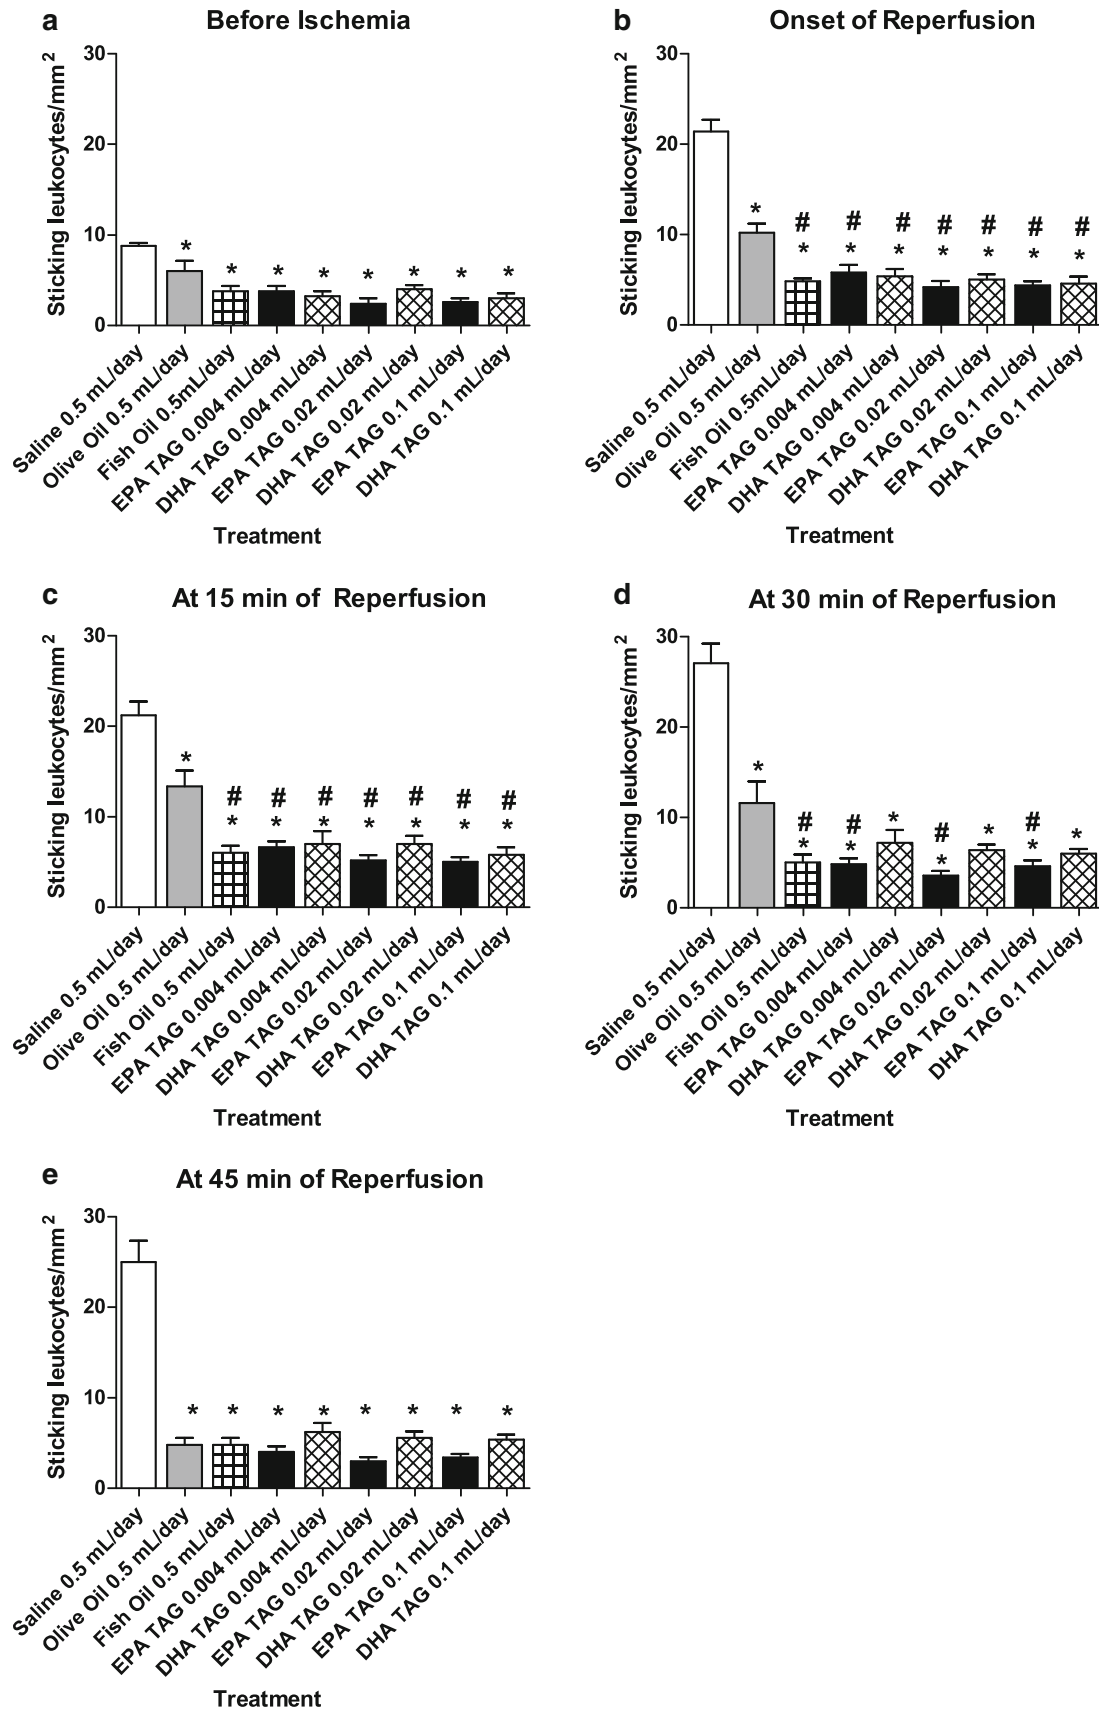 a
Before Ischemia
Sticking leukocytes/mm2
30
20
10
0
* * * * * * * *
Saline 0.5 mL/day
Olive Oil 0.5 mL/day
Fish Oil 0.5mL/day
EPA TAG 0.004 mL/day
DHA TAG 0.004 mL/day
EPA TAG 0.02 mL/day
DHA TAG 0.02 mL/day
EPA TAG 0.1 mL/day
DHA TAG 0.1 mL/day
Treatment
b
Onset of Reperfusion
Sticking leukocytes/mm2
30
20
10
0
# # # # # # #
* * * * * * * *
Saline 0.5 mL/day
Olive Oil 0.5 mL/day
Fish Oil 0.5mL/day
EPA TAG 0.004 mL/day
DHA TAG 0.004 mL/day
EPA TAG 0.02 mL/day
DHA TAG 0.02 mL/day
EPA TAG 0.1 mL/day
DHA TAG 0.1 mL/day
Treatment
c
At 15 min of Reperfusion
Sticking leukocytes/mm2
30
20
10
0
# # # # # # #
* * * * * * * *
Saline 0.5 mL/day
Olive Oil 0.5 mL/day
Fish Oil 0.5 mL/day
EPA TAG 0.004 mL/day
DHA TAG 0.004 mL/day
EPA TAG 0.02 mL/day
DHA TAG 0.02 mL/day
EPA TAG 0.1 mL/day
DHA TAG 0.1 mL/day
Treatment
d
At 30 min of Reperfusion
Sticking leukocytes/mm2
30
20
10
0
# # # #
* * * * * * * *
Saline 0.5 mL/day
Olive Oil 0.5 mL/day
Fish Oil 0.5 mL/day
EPA TAG 0.004 mL/day
DHA TAG 0.004 mL/day
EPA TAG 0.02 mL/day
DHA TAG 0.02 mL/day
EPA TAG 0.1 mL/day
DHA TAG 0.1 mL/day
Treatment
e
At 45 min of Reperfusion
Sticking leukocytes/mm2
30
20
10
0
* * * * * * * *
Saline 0.5 mL/day
Olive Oil 0.5 mL/day
Fish Oil 0.5 mL/day
EPA TAG 0.004 mL/day
DHA TAG 0.004 mL/day
EPA TAG 0.02 mL/day
DHA TAG 0.02 mL/day
EPA TAG 0.1 mL/day
DHA TAG 0.1 mL/day
Treatment